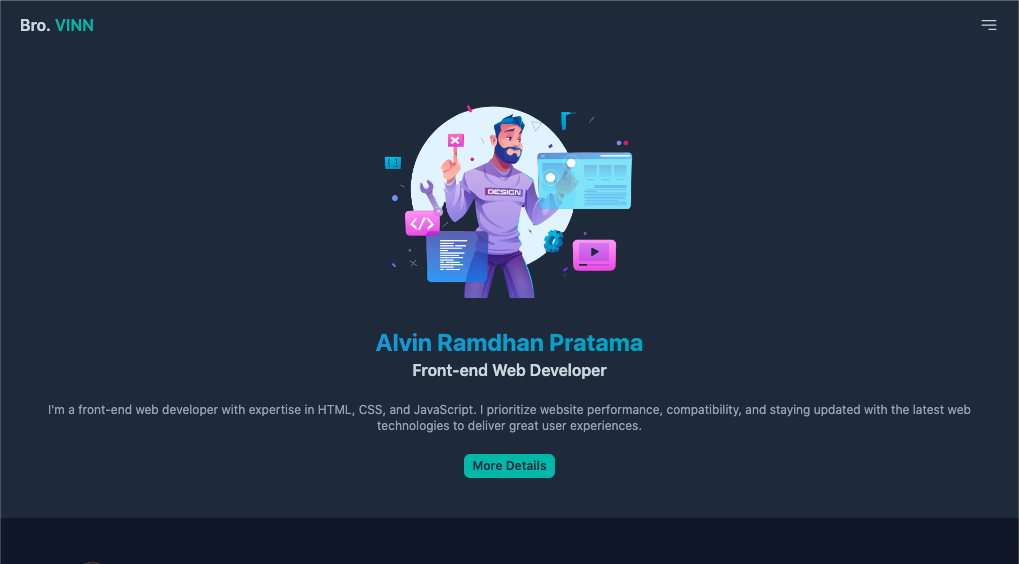 Bro. VINN
DESIGN
</>
Alvin Ramdhan Pratama
Front-end Web Developer
I'm a front-end web developer with expertise in HTML, CSS, and JavaScript. I prioritize website performance, compatibility, and staying updated with the latest web
technologies to deliver great user experiences.
More Details